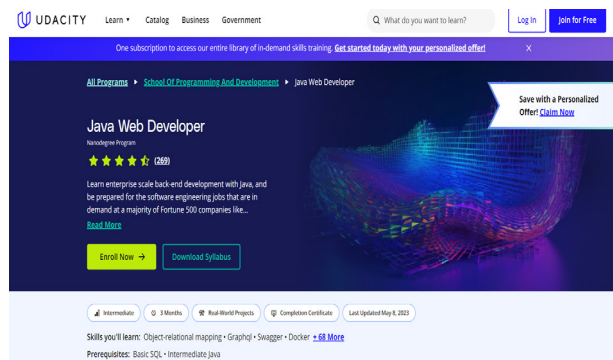 UDACITY Learn Catalog Business Government What do you want to learn? Log In Join for Free
One subscription to access our entire library of in-demand skills training. Get started today with your personalized offer! X
All Programs School Of Programming And Development Java Web Developer
Save with a Personalized
Offer! Claim Now
Java Web Developer
Nanodegree Program
(269)
Learn enterprise scale back-end development with Java, and
be prepared for the software engineering jobs that are in
demand at a majority of Fortune 500 companies like...
Read More
Enroll Now → Download Syllabus
Intermediate 3 Months Real-World Projects Completion Certificate Last Updated May 8, 2023
Skills you'll learn: Object-relational mapping • Graphql • Swagger • Docker + 68 More
Prerequisites: Basic SQL • Intermediate Java